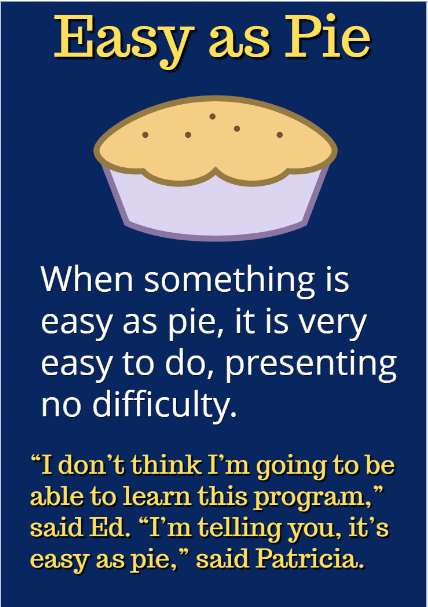 Easy as Pie
When something is
easy as pie, it is very
easy to do, presenting
no difficulty.
“I don’t think I’m going to be
able to learn this program,”
said Ed. “I’m telling you, it’s
easy as pie,” said Patricia.